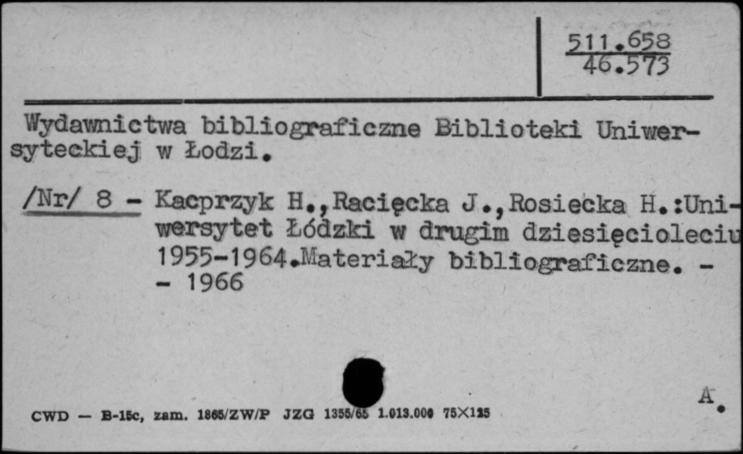 511.658
46.573
Wydawnictwa bibliograficzne Biblioteki Uniwer-
syteckiej w Łodzi.
/Nr/ 8 - Kacprzyk H.,Racięcka J.,Rosiecka H.:Uni-
wersytet Łódzki w drugim dziesięcioleciu
1955-1964.Materiały bibliograficzne. -
- 1966
A.
CWD — B-15c, zam. 1865/ZW/P JZG 1355/65 1.013.000 75X125